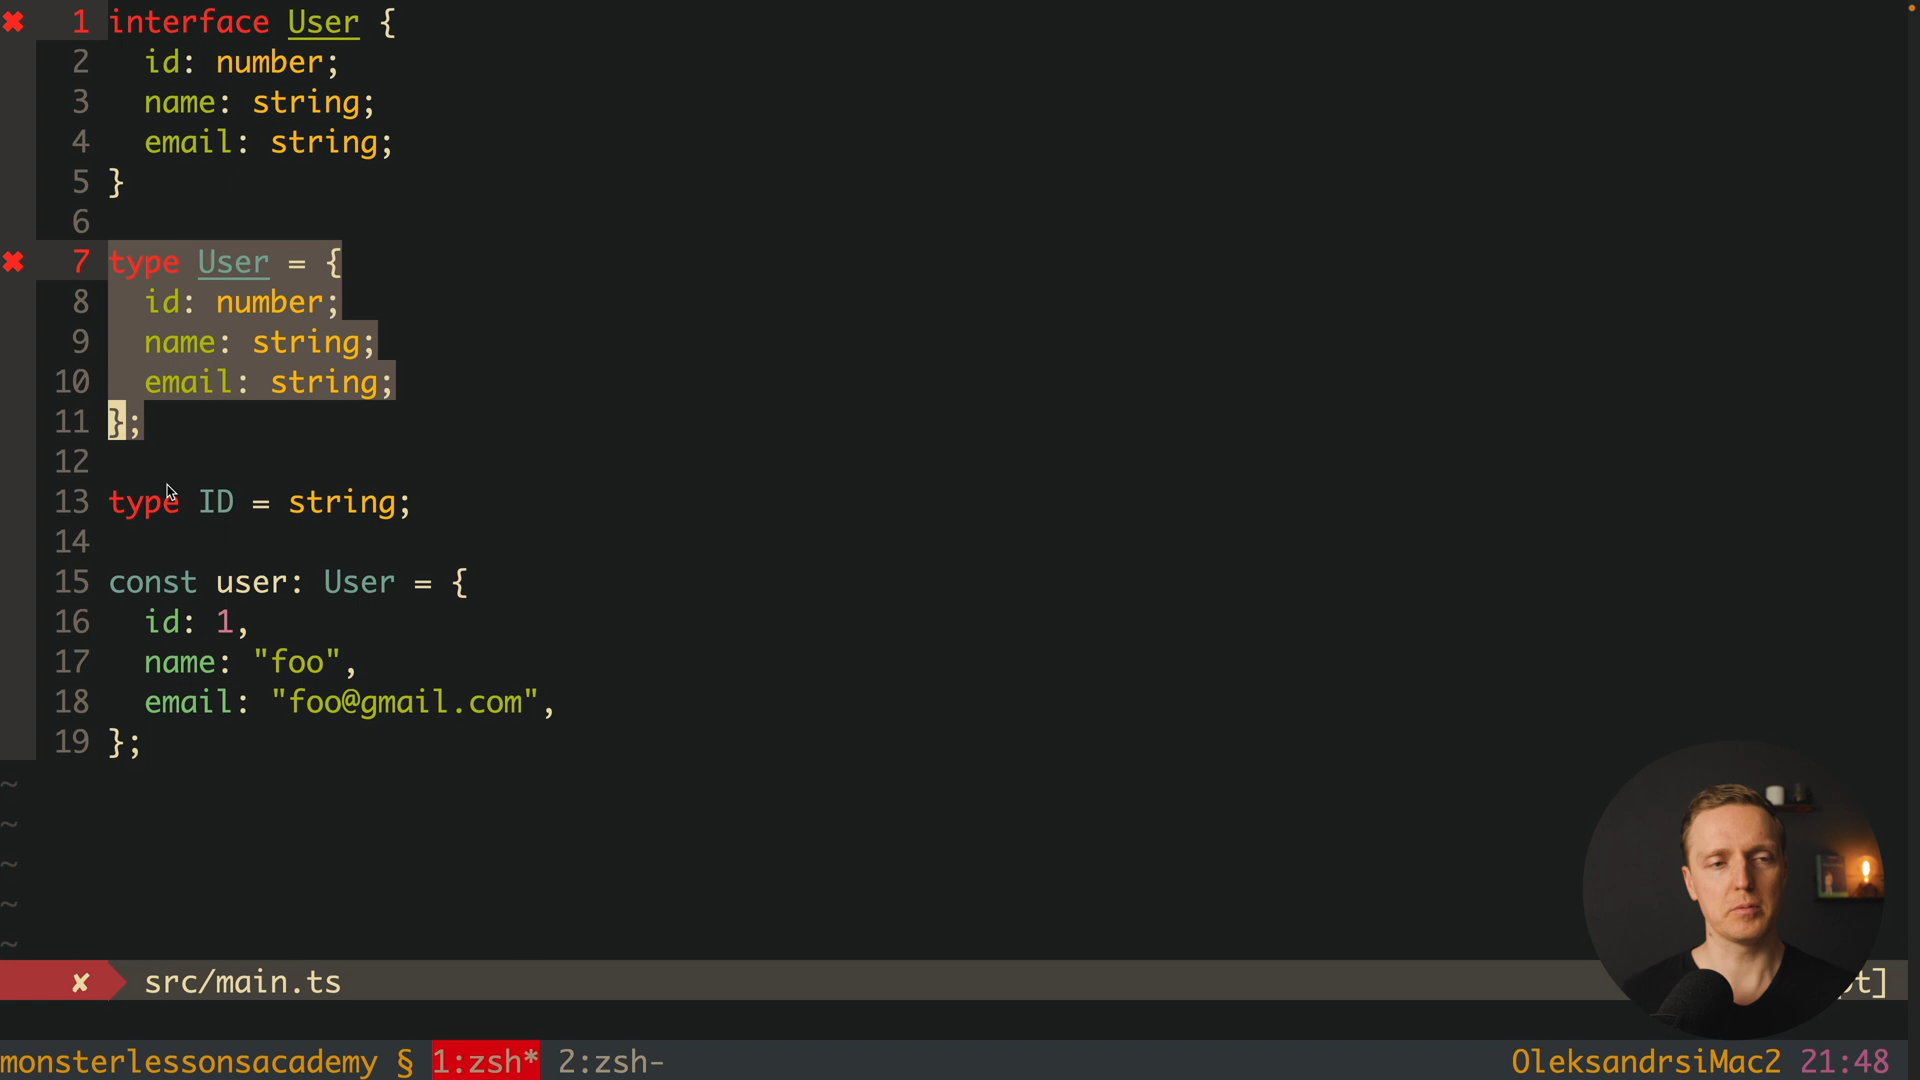 ✖ 1 interface User {
2 id: number;
3 name: string;
4 email: string;
5 }
6
✖ 7 type User = {
8 id: number;
9 name: string;
10 email: string;
11 };
12
13 type ID = string;
14
15 const user: User = {
16 id: 1,
17 name: "foo",
18 email: "foo@gmail.com",
19 };
~
~
~
~
~
✘ src/main.ts t]
monsterlessonsacademy § 1:zsh* 2:zsh- OleksandrsiMac2 21:48